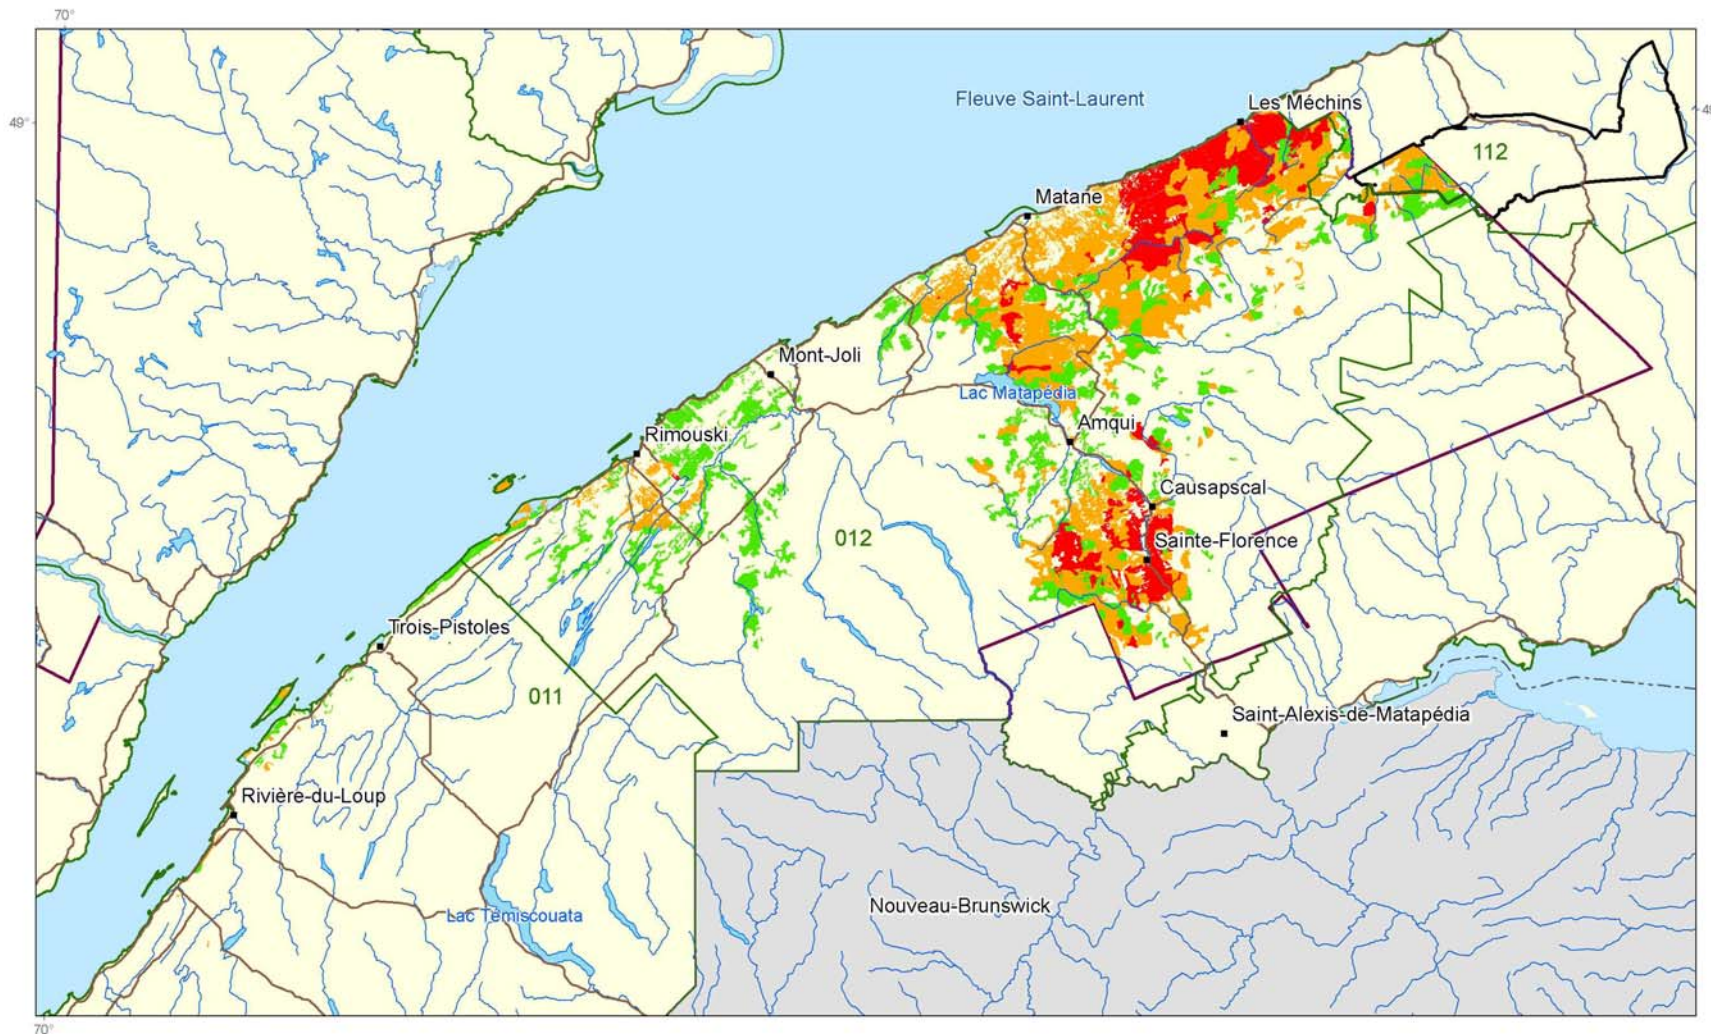 70°
49°
Fleuve Saint-Laurent
Les Méchins
112
Matane
Mont-Joli
Lac Matapédia
Amqui
Rimouski
Causapscal
012
Sainte-Florence
Trois-Pistoles
011
Saint-Alexis-de-Matapédia
Rivière-du-Loup
Nouveau-Brunswick
Lac Témiscouata
70°